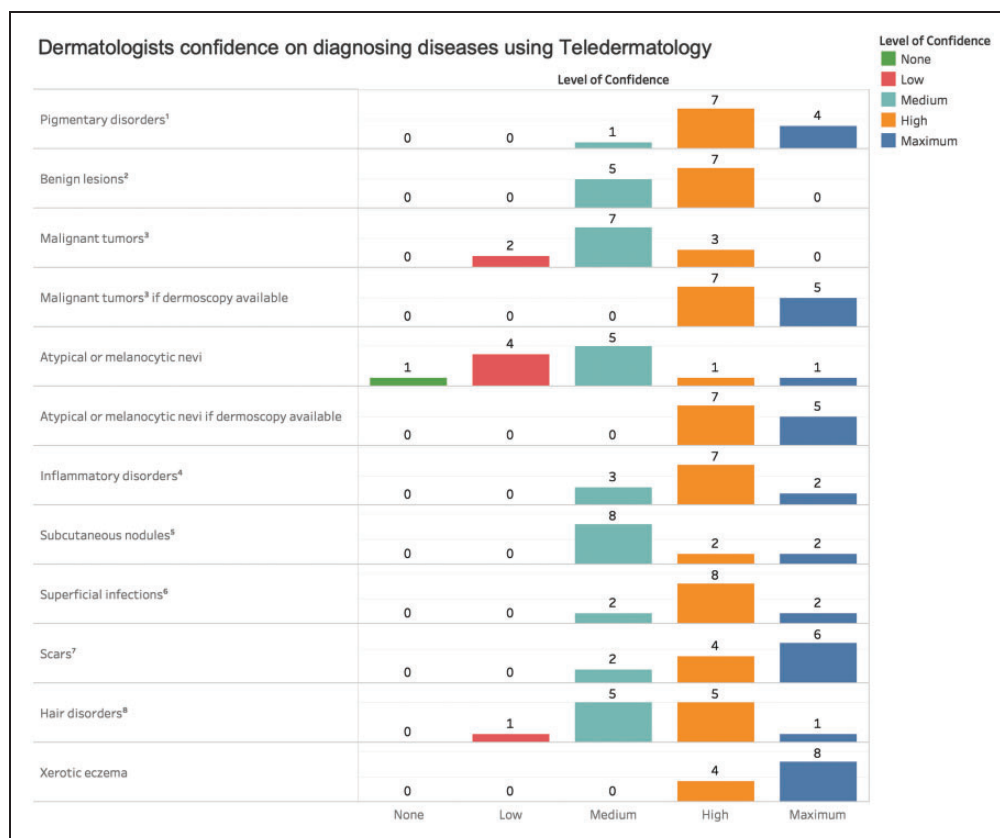 Dermatologists confidence on diagnosing diseases using Teledermatology
Level of Confidence
None
Low
Medium
High
Maximum
Level of Confidence
Pigmentary disorders¹
0 0 1 7 4
Benign lesions²
0 0 5 7 0
Malignant tumors³
0 2 7 3 0
Malignant tumors³ if dermoscopy available
0 0 0 7 5
Atypical or melanocytic nevi
1 4 5 1 1
Atypical or melanocytic nevi if dermoscopy available
0 0 0 7 5
Inflammatory disorders⁴
0 0 3 7 2
Subcutaneous nodules⁵
0 0 8 2 2
Superficial infections⁶
0 0 2 8 2
Scars⁷
0 0 2 4 6
Hair disorders⁸
0 1 5 5 1
Xerotic eczema
0 0 0 4 8
None Low Medium High Maximum